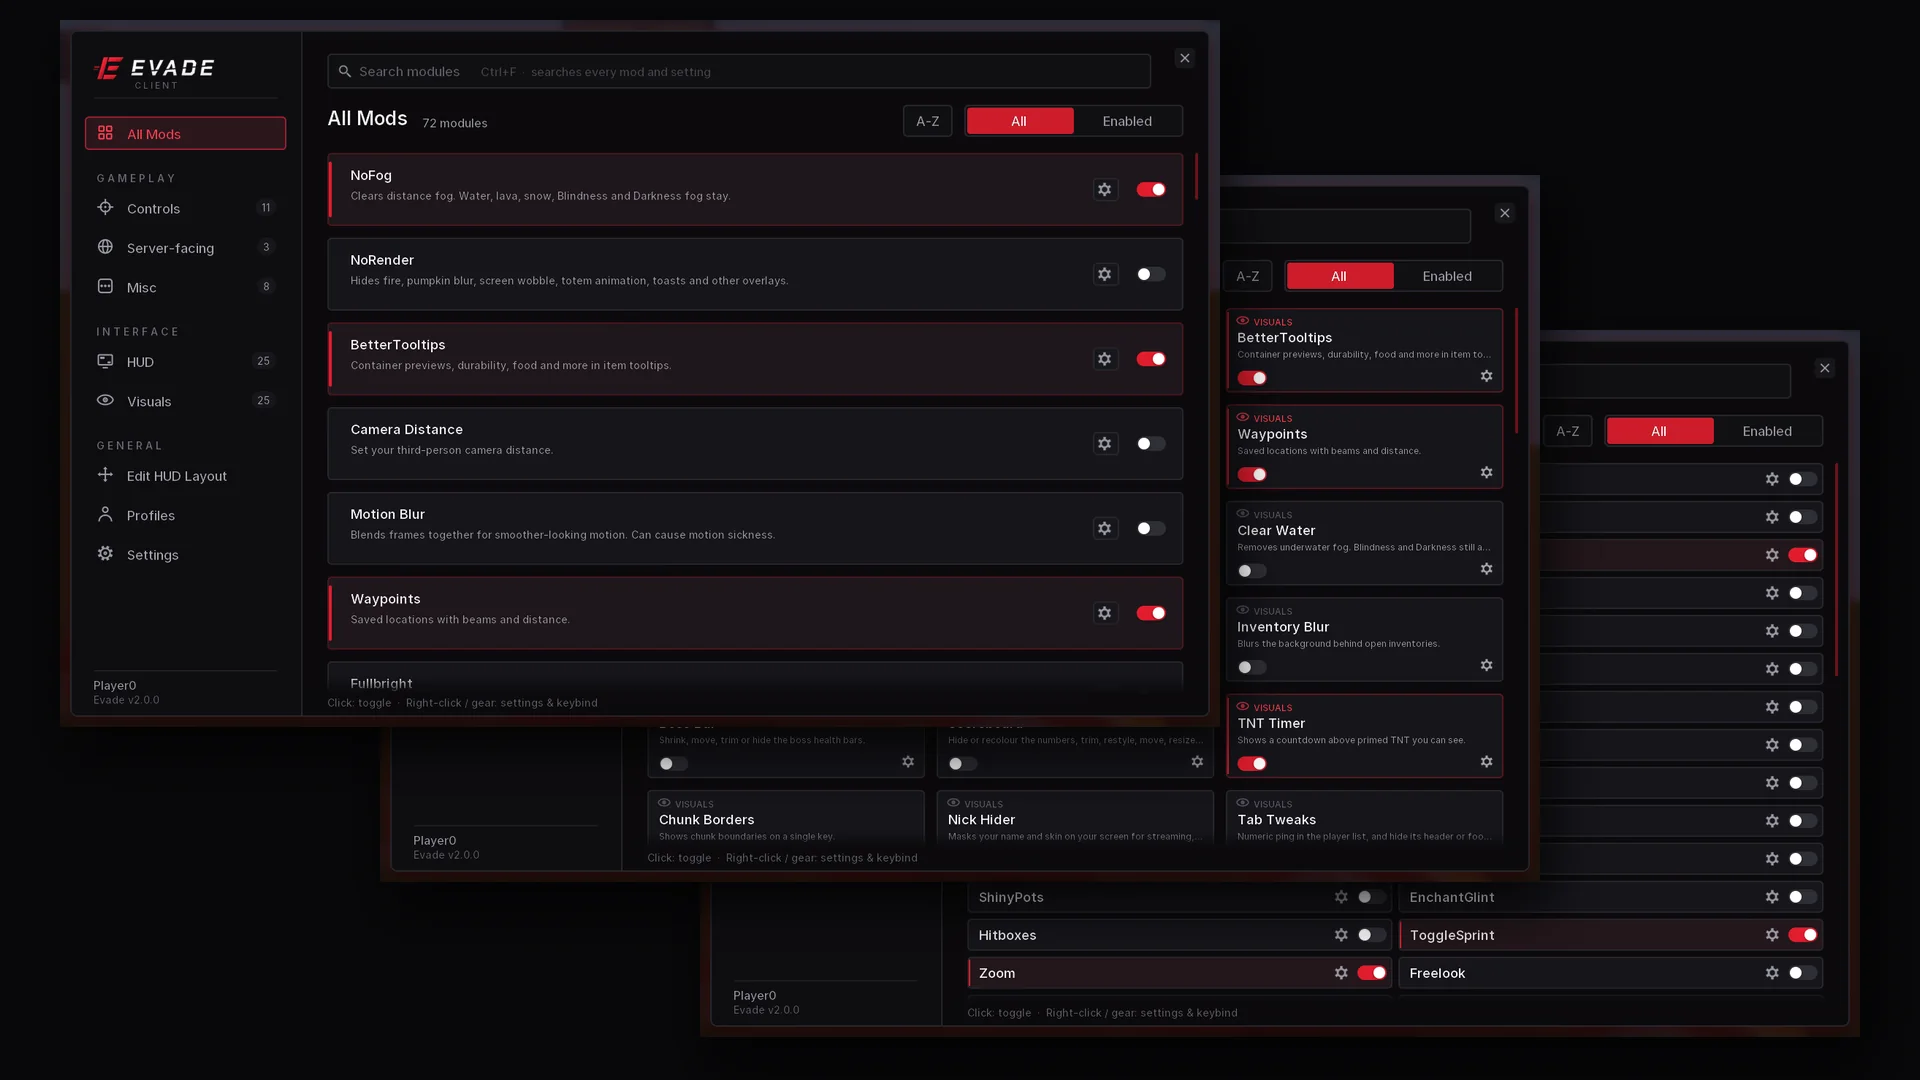 EVADE
CLIENT
All Mods
GAMEPLAY
Controls 11
Server-facing 3
Misc 8
INTERFACE
HUD 25
Visuals 25
GENERAL
Edit HUD Layout
Profiles
Settings
Player0
Evade v2.0.0
Search modules Ctrl+F · searches every mod and setting
All Mods 72 modules
A-Z All Enabled
NoFog
Clears distance fog. Water, lava, snow, Blindness and Darkness fog stay.
NoRender
Hides fire, pumpkin blur, screen wobble, totem animation, toasts and other overlays.
BetterTooltips
Container previews, durability, food and more in item tooltips.
Camera Distance
Set your third-person camera distance.
Motion Blur
Blends frames together for smoother-looking motion. Can cause motion sickness.
Waypoints
Saved locations with beams and distance.
Fullbright
Click: toggle · Right-click / gear: settings & keybind
A-Z All Enabled
VISUALS
BetterTooltips
Container previews, durability, food and more in item to...
VISUALS
Waypoints
Saved locations with beams and distance.
VISUALS
Clear Water
Removes underwater fog. Blindness and Darkness still a...
VISUALS
Inventory Blur
Blurs the background behind open inventories.
VISUALS
TNT Timer
Shows a countdown above primed TNT you can see.
Shrink, move, trim or hide the boss health bars.
Hide or recolour the numbers, trim, restyle, move, resize...
VISUALS
Chunk Borders
Shows chunk boundaries on a single key.
VISUALS
Nick Hider
Masks your name and skin on your screen for streaming,...
VISUALS
Tab Tweaks
Numeric ping in the player list, and hide its header or foo...
Player0
Evade v2.0.0
Click: toggle · Right-click / gear: settings & keybind
A-Z All Enabled
ShinyPots
EnchantGlint
Hitboxes
ToggleSprint
Zoom
Freelook
Player0
Evade v2.0.0
Click: toggle · Right-click / gear: settings & keybind